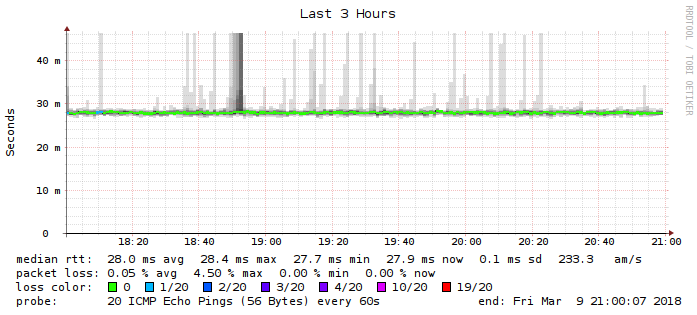 Last 3 Hours
RRDTOOL / TOBI OETIKER
Seconds
40 m
30 m
20 m
10 m
0
18:20 18:40 19:00 19:20 19:40 20:00 20:20 20:40 21:00
median rtt: 28.0 ms avg 28.4 ms max 27.7 ms min 27.9 ms now 0.1 ms sd 233.3 am/s
packet loss: 0.05 % avg 4.50 % max 0.00 % min 0.00 % now
loss color: 0 1/20 2/20 3/20 4/20 10/20 19/20
probe: 20 ICMP Echo Pings (56 Bytes) every 60s end: Fri Mar 9 21:00:07 2018